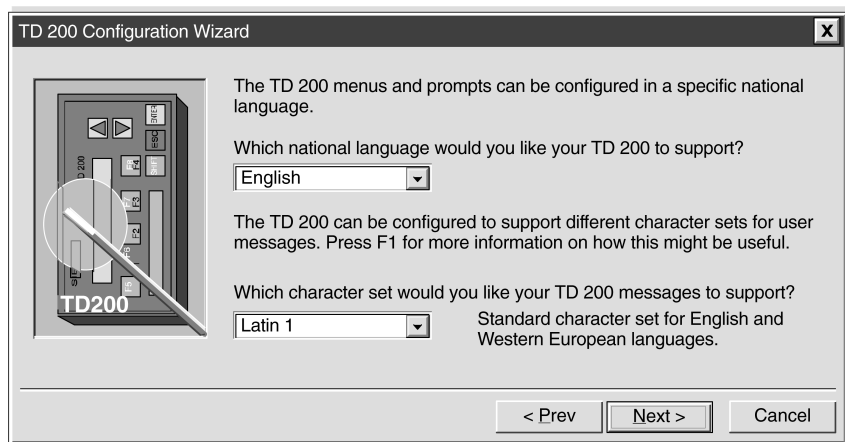 TD 200 Configuration Wizard
X
The TD 200 menus and prompts can be configured in a specific national
language.
Which national language would you like your TD 200 to support?
English
The TD 200 can be configured to support different character sets for user
messages. Press F1 for more information on how this might be useful.
Which character set would you like your TD 200 messages to support?
Latin 1
Standard character set for English and
Western European languages.
ENTER
ESC
SHIFT
F4
F3
F7
F2
F6
F5
TD200
< Prev
Next >
Cancel